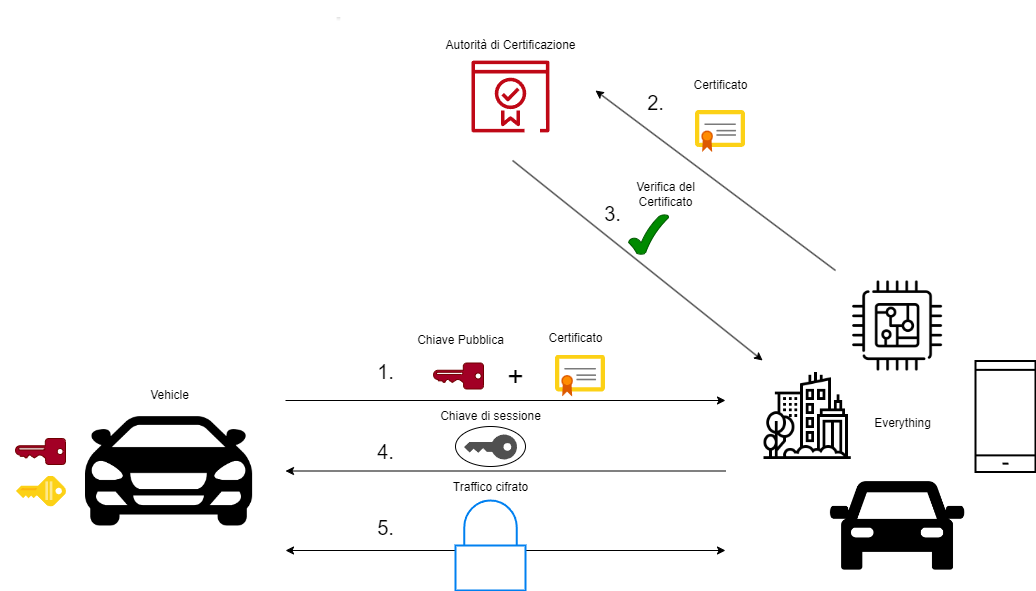 Autorità di Certificazione
2.
Certificato
3.
Verifica del
Certificato
1.
Chiave Pubblica
+
Certificato
Vehicle
Chiave di sessione
4.
Everything
Traffico cifrato
5.